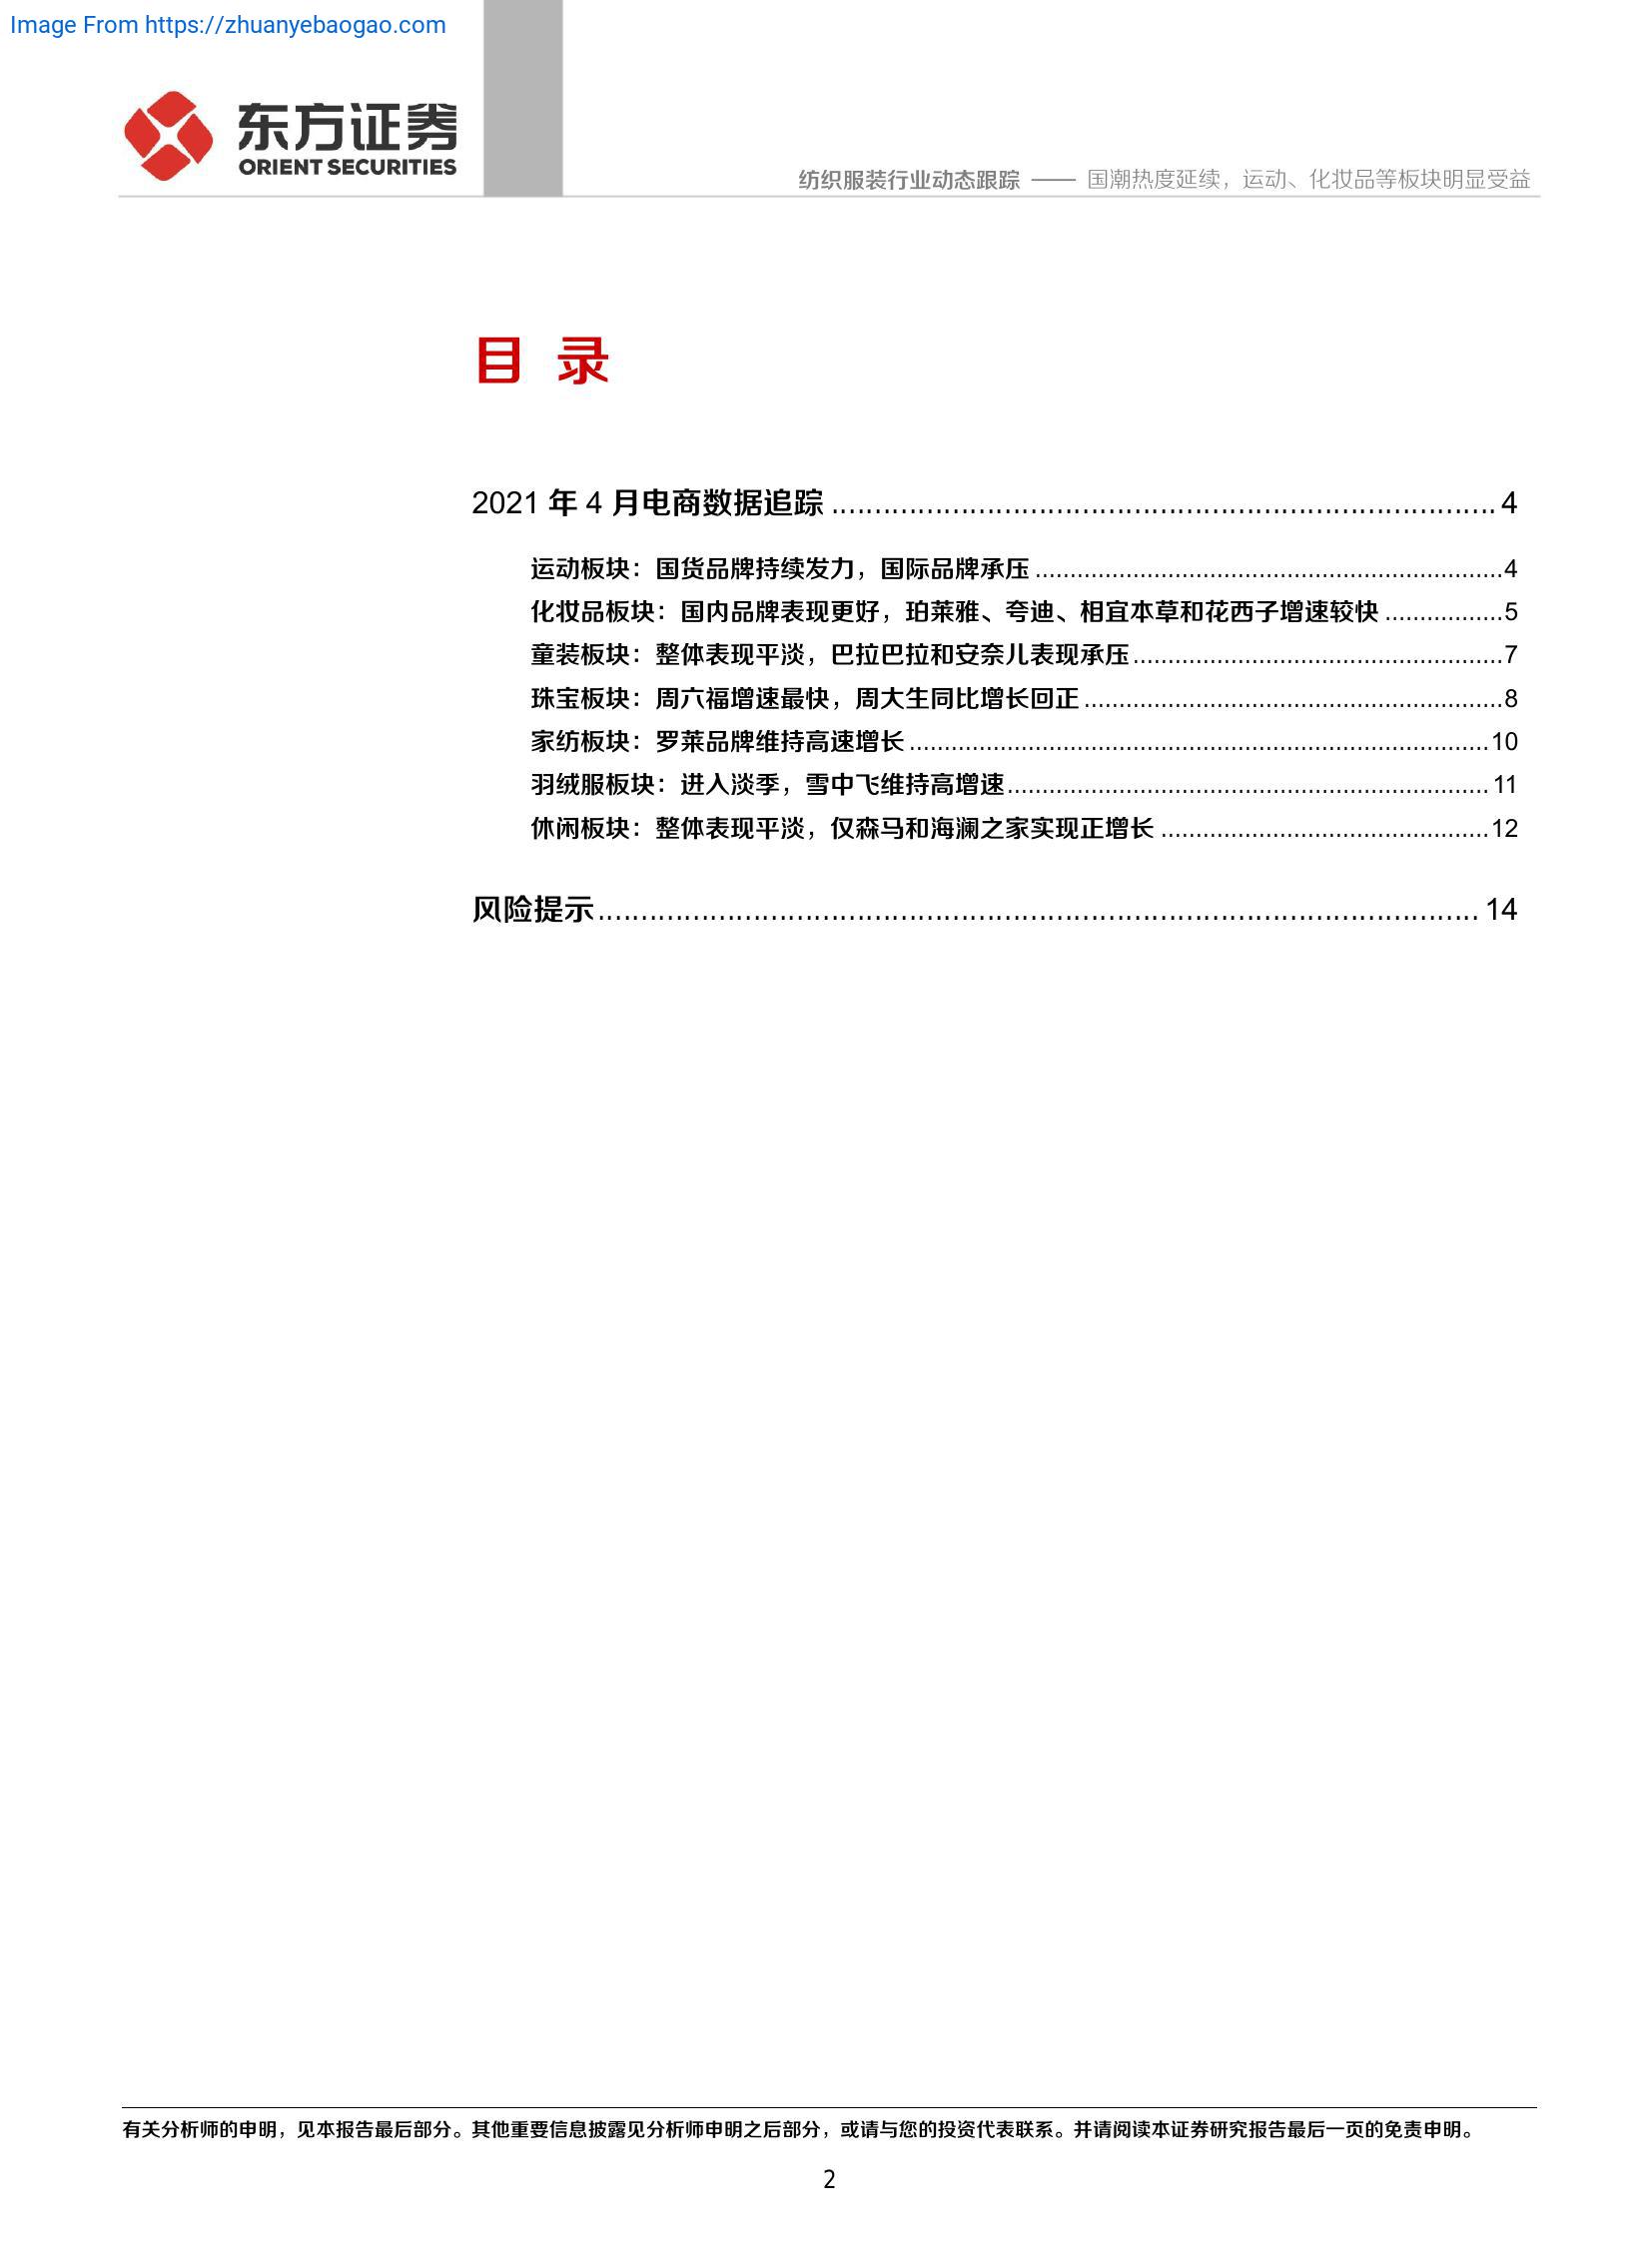 Image From https://zhuanyebaogao.com
东方证券
ORIENT SECURITIES
纺织服装行业动态跟踪 —— 国潮热度延续，运动、化妆品等板块明显受益
目 录
2021 年 4 月电商数据追踪 ........................................................................... 4
运动板块：国货品牌持续发力，国际品牌承压 ...................................................................4
化妆品板块：国内品牌表现更好，珀莱雅、夸迪、相宜本草和花西子增速较快 .................5
童装板块：整体表现平淡，巴拉巴拉和安奈儿表现承压.....................................................7
珠宝板块：周六福增速最快，周大生同比增长回正............................................................8
家纺板块：罗莱品牌维持高速增长...................................................................................10
羽绒服板块：进入淡季，雪中飞维持高增速..................................................................... 11
休闲板块：整体表现平淡，仅森马和海澜之家实现正增长...............................................12
风险提示.................................................................................................... 14
有关分析师的申明，见本报告最后部分。其他重要信息披露见分析师申明之后部分，或请与您的投资代表联系。并请阅读本证券研究报告最后一页的免责申明。
2